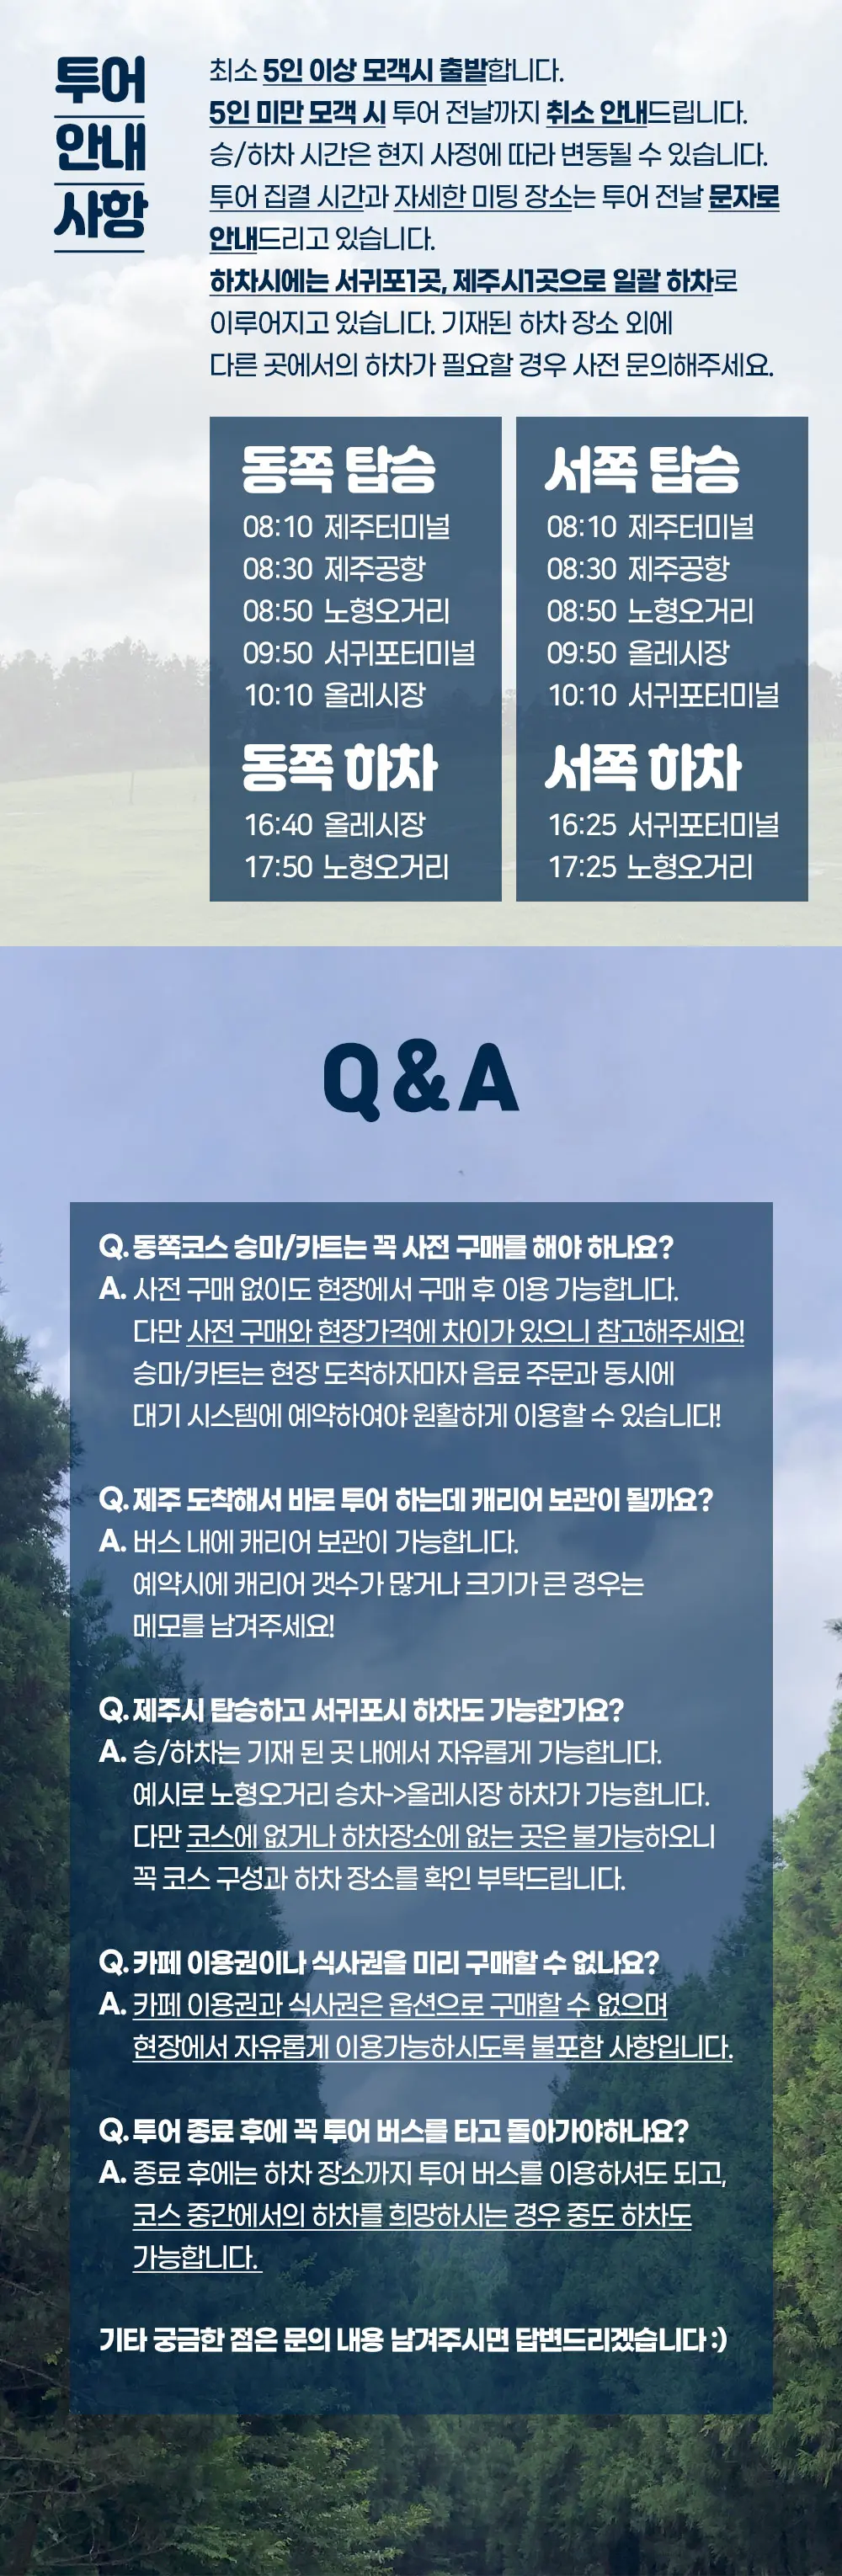 투어
안내
사항
최소 5인 이상 모객시 출발합니다.
5인 미만 모객 시 투어 전날까지 취소 안내드립니다.
승/하차 시간은 현지 사정에 따라 변동될 수 있습니다.
투어 집결 시간과 자세한 미팅 장소는 투어 전날 문자로
안내드리고 있습니다.
하차시에는 서귀포1곳, 제주시1곳으로 일괄 하차로
이루어지고 있습니다. 기재된 하차 장소 외에
다른 곳에서의 하차가 필요할 경우 사전 문의해주세요.
동쪽 탑승
08:10 제주터미널
08:30 제주공항
08:50 노형오거리
09:50 서귀포터미널
10:10 올레시장
동쪽 하차
16:40 올레시장
17:50 노형오거리
서쪽 탑승
08:10 제주터미널
08:30 제주공항
08:50 노형오거리
09:50 올레시장
10:10 서귀포터미널
서쪽 하차
16:25 서귀포터미널
17:25 노형오거리
Q&A
Q. 동쪽코스 승마/카트는 꼭 사전 구매를 해야 하나요?
A. 사전 구매 없이도 현장에서 구매 후 이용 가능합니다.
다만 사전 구매와 현장가격에 차이가 있으니 참고해주세요!
승마/카트는 현장 도착하자마자 음료 주문과 동시에
대기 시스템에 예약하여야 원활하게 이용할 수 있습니다!
Q. 제주 도착해서 바로 투어 하는데 캐리어 보관이 될까요?
A. 버스 내에 캐리어 보관이 가능합니다.
예약시에 캐리어 갯수가 많거나 크기가 큰 경우는
메모를 남겨주세요!
Q. 제주시 탑승하고 서귀포시 하차도 가능한가요?
A. 승/하차는 기재 된 곳 내에서 자유롭게 가능합니다.
예시로 노형오거리 승차->올레시장 하차가 가능합니다.
다만 코스에 없거나 하차장소에 없는 곳은 불가능하오니
꼭 코스 구성과 하차 장소를 확인 부탁드립니다.
Q. 카페 이용권이나 식사권을 미리 구매할 수 없나요?
A. 카페 이용권과 식사권은 옵션으로 구매할 수 없으며
현장에서 자유롭게 이용가능하시도록 불포함 사항입니다.
Q. 투어 종료 후에 꼭 투어 버스를 타고 돌아가야하나요?
A. 종료 후에는 하차 장소까지 투어 버스를 이용하셔도 되고,
코스 중간에서의 하차를 희망하시는 경우 중도 하차도
가능합니다.
기타 궁금한 점은 문의 내용 남겨주시면 답변드리겠습니다 :)